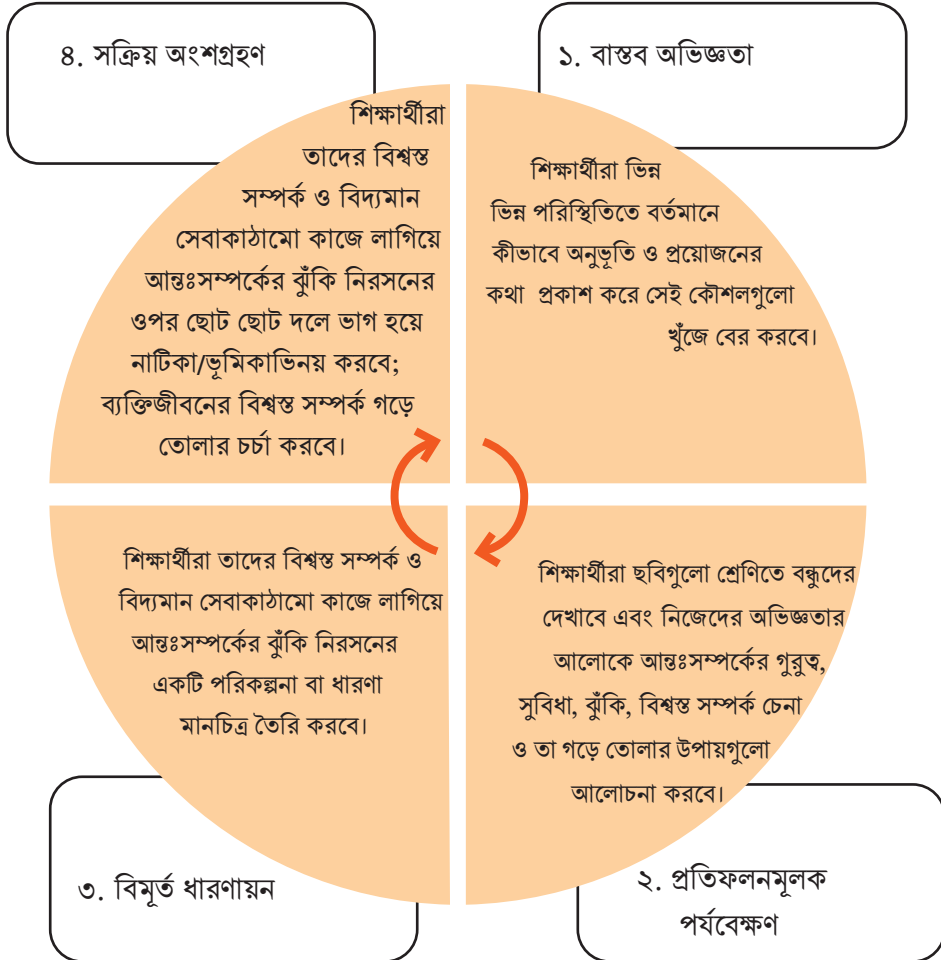 ৪. সক্রিয় অংশগ্রহণ
শিক্ষার্থীরা
তাদের বিশ্বস্ত
সম্পর্ক ও বিদ্যমান
সেবাকাঠামো কাজে লাগিয়ে
আন্তঃসম্পর্কের ঝুঁকি নিরসনের
ওপর ছোট ছোট দলে ভাগ হয়ে
নাটিকা/ভূমিকাভিনয় করবে;
ব্যক্তিজীবনের বিশ্বস্ত সম্পর্ক গড়ে
তোলার চর্চা করবে।
১. বাস্তব অভিজ্ঞতা
শিক্ষার্থীরা ভিন্ন
ভিন্ন পরিস্থিতিতে বর্তমানে
কীভাবে অনুভূতি ও প্রয়োজনের
কথা প্রকাশ করে সেই কৌশলগুলো
খুঁজে বের করবে।
শিক্ষার্থীরা ছবিগুলো শ্রেণিতে বন্ধুদের
দেখাবে এবং নিজেদের অভিজ্ঞতার
আলোকে আন্তঃসম্পর্কের গুরুত্ব,
সুবিধা, ঝুঁকি, বিশ্বস্ত সম্পর্ক চেনা
ও তা গড়ে তোলার উপায়গুলো
আলোচনা করবে।
২. প্রতিফলনমূলক
পর্যবেক্ষণ
শিক্ষার্থীরা তাদের বিশ্বস্ত সম্পর্ক ও
বিদ্যমান সেবাকাঠামো কাজে লাগিয়ে
আন্তঃসম্পর্কের ঝুঁকি নিরসনের
একটি পরিকল্পনা বা ধারণা
মানচিত্র তৈরি করবে।
৩. বিমূর্ত ধারণায়ন